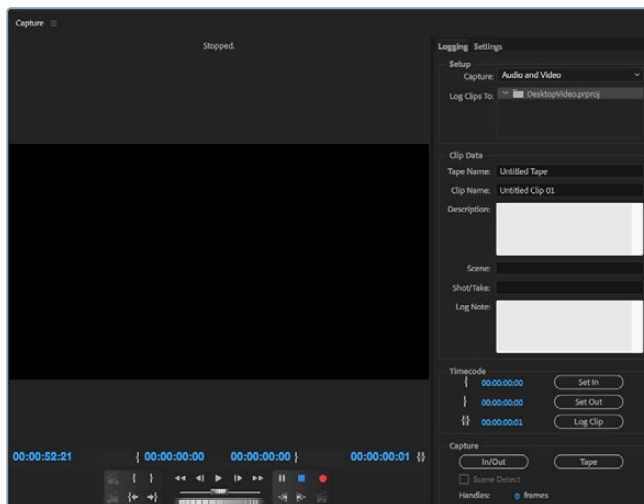 Capture
Stopped.
Logging Settings
Setup
Capture: Audio and Video
Log Clips To: DesktopVideo.prproj
Clip Data
Tape Name: Untitled Tape
Clip Name: Untitled Clip 01
Description:
Scene:
Shot/Take:
Log Note:
Timecode
{ 00:00:00:00 Set In
} 00:00:00:00 Set Out
{} 00:00:00:01 Log Clip
00:00:52:21 { 00:00:00:00 00:00:00:00 } 00:00:00:01 {}
Capture
In/Out Tape
Scene Detect
Handles: 0 frames